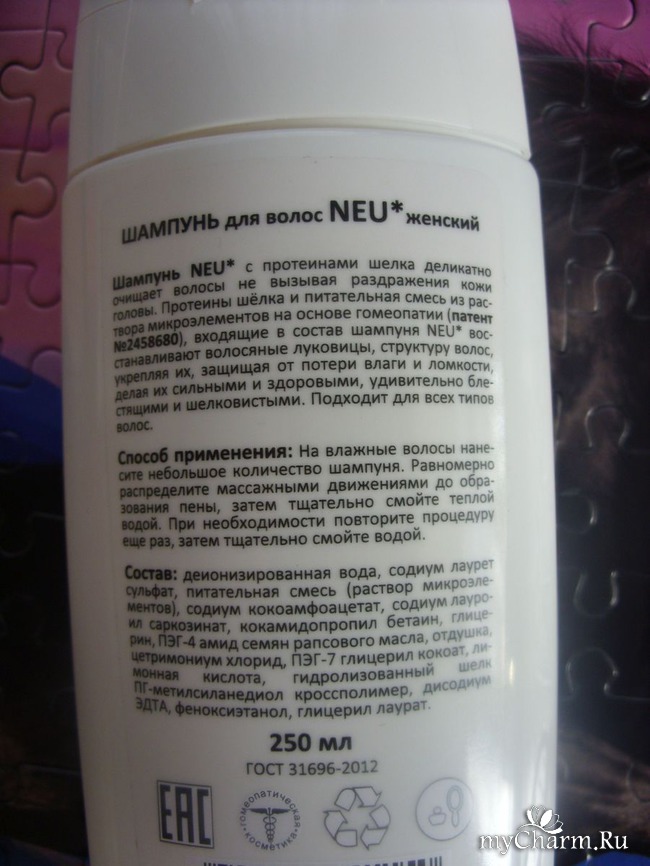 ШАМПУНЬ для волос NEU* женский
Шампунь NEU* с протеинами шелка деликатно
очищает волосы не вызывая раздражения кожи
головы. Протеины шёлка и питательная смесь из рас-
твора микроэлементов на основе гомеопатии (патент
№2458680), входящие в состав шампуня NEU* вос-
станавливают волосяные луковицы, структуру волос,
укрепляя их, защищая от потери влаги и ломкости,
делая их сильными и здоровыми, удивительно бле-
стящими и шелковистыми. Подходит для всех типов
волос.
Способ применения: На влажные волосы нане-
сите небольшое количество шампуня. Равномерно
распределите массажными движениями до обра-
зования пены, затем тщательно смойте теплой
водой. При необходимости повторите процедуру
еще раз, затем тщательно смойте водой.
Состав: деионизированная вода, содиум лаурет
сульфат, питательная смесь (раствор микроэле-
ментов), содиум кокоамфоацетат, содиум лауро-
ил саркозинат, кокамидопропил бетаин, глице-
рин, ПЭГ-4 амид семян рапсового масла, отдушка,
цетримониум хлорид, ПЭГ-7 глицерил кокоат, ли-
монная кислота, гидролизованный шелк
ПГ-метилсиланедиол кроссполимер, дисодиум
ЭДТА, феноксиэтанол, глицерил лаурат.
250 мл
ГОСТ 31696-2012
EAC
гомеопатическая
косметика
myCharm.Ru